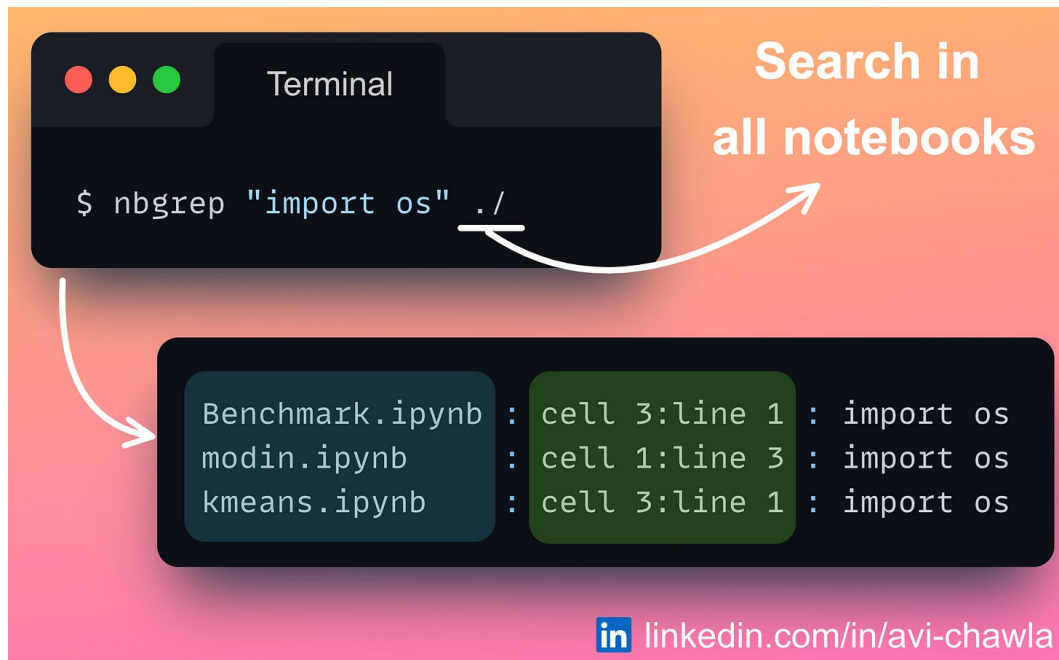 Terminal
Search in
all notebooks
$ nbgrep "import os" ./
Benchmark.ipynb : cell 3:line 1 : import os
modin.ipynb : cell 1:line 3 : import os
kmeans.ipynb : cell 3:line 1 : import os
in linkedin.com/in/avi-chawla